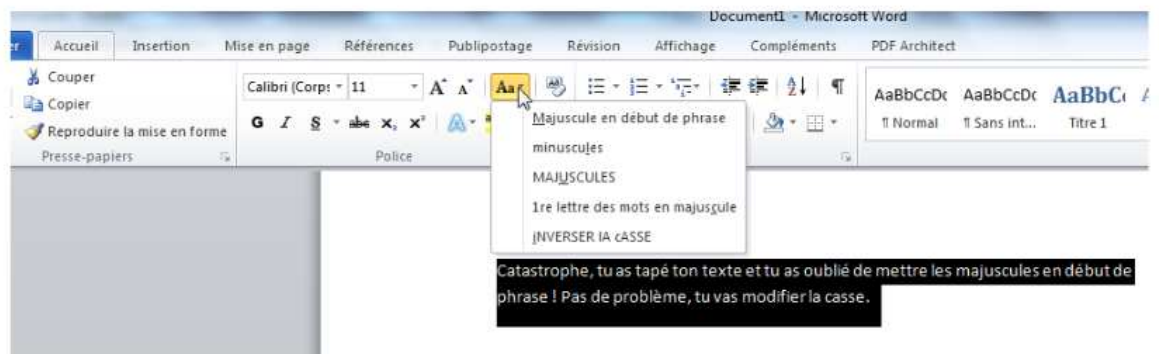 Document1 - Microsoft Word
Accueil Insertion Mise en page Références Publipostage Révision Affichage Compléments PDF Architect
Couper
Copier
Reproduire la mise en forme
Presse-papiers
Calibri (Corps 11 A A Aa
G I S abc x, x² A
Police
Majuscule en début de phrase
minuscules
MAJUSCULES
1re lettre des mots en majuscule
iNVERSER lA cASSE
AaBbCcDc AaBbCcDc AaBbC
¶ Normal ¶ Sans int... Titre 1
Catastrophe, tu as tapé ton texte et tu as oublié de mettre les majuscules en début de
phrase ! Pas de problème, tu vas modifier la casse.